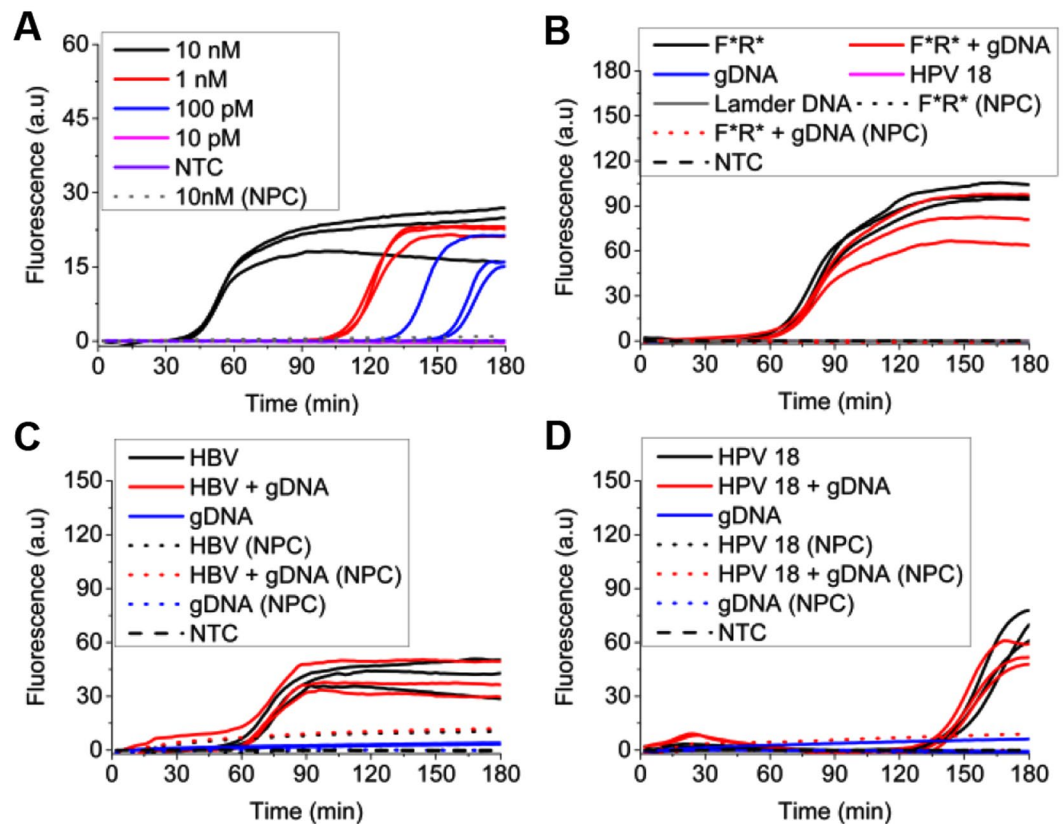 A
60
45
30
15
0
Fluorescence (a.u)
10 nM
1 nM
100 pM
10 pM
NTC
10nM (NPC)
0 30 60 90 120 150 180
Time (min)
B
180
150
120
90
60
30
0
Fluorescence (a.u)
F*R* F*R* + gDNA
gDNA HPV 18
Lamder DNA F*R* (NPC)
F*R* + gDNA (NPC)
NTC
0 30 60 90 120 150 180
Time (min)
C
150
120
90
60
30
0
Fluorescence (a.u)
HBV
HBV + gDNA
gDNA
HBV (NPC)
HBV + gDNA (NPC)
gDNA (NPC)
NTC
0 30 60 90 120 150 180
Time (min)
D
150
120
90
60
30
0
Fluorescence (a.u)
HPV 18
HPV 18 + gDNA
gDNA
HPV 18 (NPC)
HPV 18 + gDNA (NPC)
gDNA (NPC)
NTC
0 30 60 90 120 150 180
Time (min)